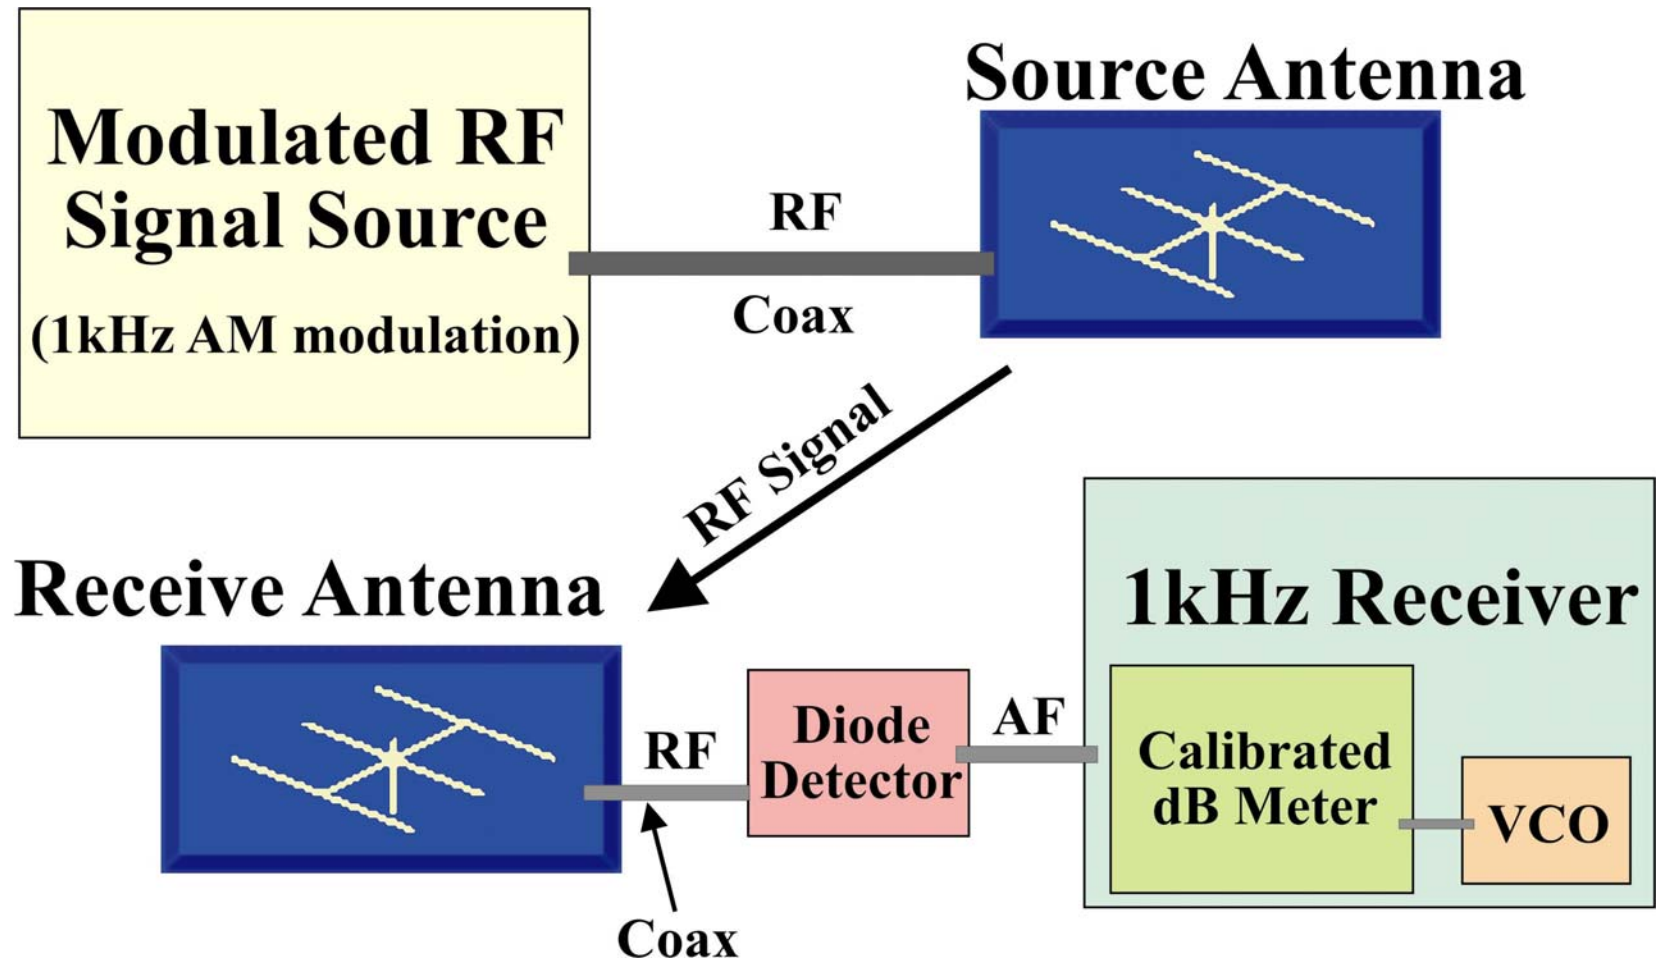 Modulated RF
Signal Source
(1kHz AM modulation)
RF
Coax
Source Antenna
RF Signal
Receive Antenna
RF
Coax
Diode
Detector
AF
1kHz Receiver
Calibrated
dB Meter
VCO